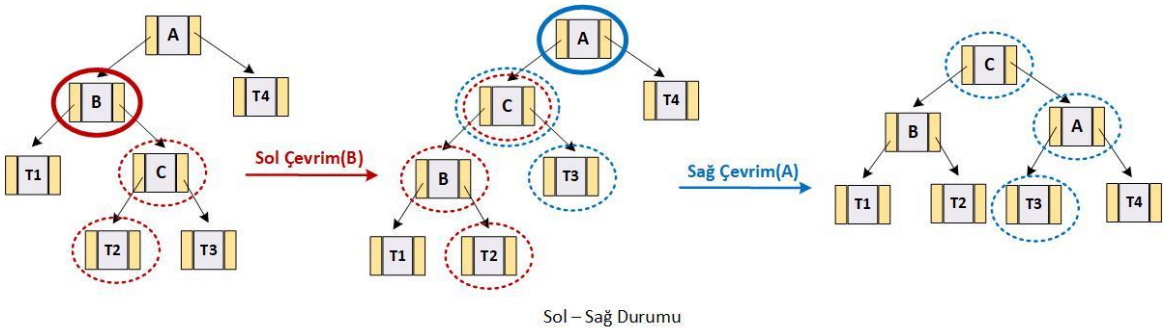 A
B
T4
T1
C
T2
T3
Sol Çevrim(B)
A
C
T4
B
T3
T1
T2
Sağ Çevrim(A)
C
B
A
T1
T2
T3
T4
Sol – Sağ Durumu